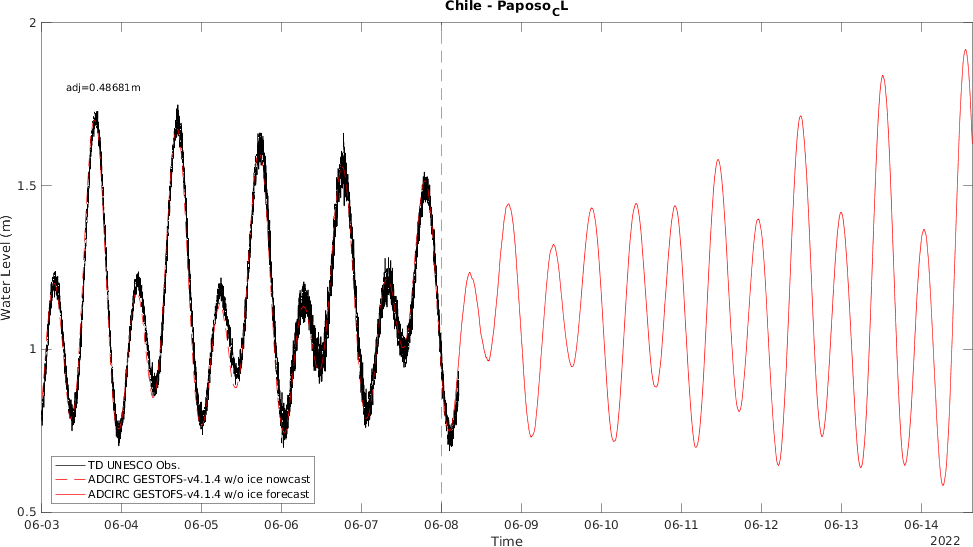 Chile - Paposo_CL
adj=0.48681m
2
1.5
1
0.5
Water Level (m)
TD UNESCO Obs.
ADCIRC GESTOFS-v4.1.4 w/o ice nowcast
ADCIRC GESTOFS-v4.1.4 w/o ice forecast
06-03 06-04 06-05 06-06 06-07 06-08 06-09 06-10 06-11 06-12 06-13 06-14
Time
2022